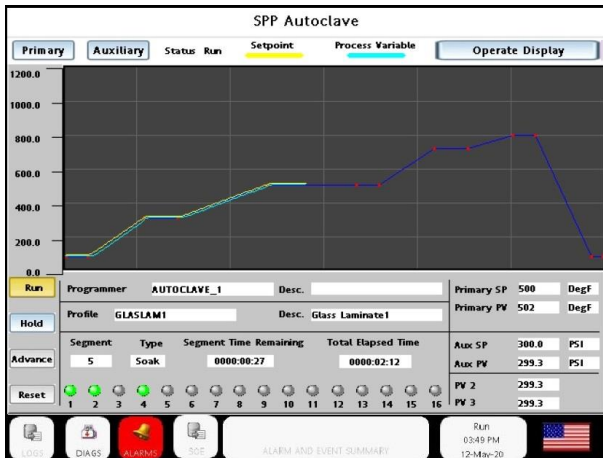 SPP Autoclave
Primary Auxiliary Status Run Setpoint Process Variable Operate Display
1200.0
1000.0
800.0
600.0
400.0
200.0
0.0
Run Programmer AUTOCLAVE_1 Desc. Primary SP 500 DegF
Primary PV 502 DegF
Hold Profile GLASLAM1 Desc. Glass Laminate1
Segment Type Segment Time Remaining Total Elapsed Time Aux SP 300.0 PSI
Advance 5 Soak 0000:00:27 0000:02:12 Aux PV 299.3 PSI
PV 2 299.3
Reset 1 2 3 4 5 6 7 8 9 10 11 12 13 14 15 16 PV 3 299.3
LOGS DIAGS ALARMS SOE ALARM AND EVENT SUMMARY Run
03:49 PM
12-May-20